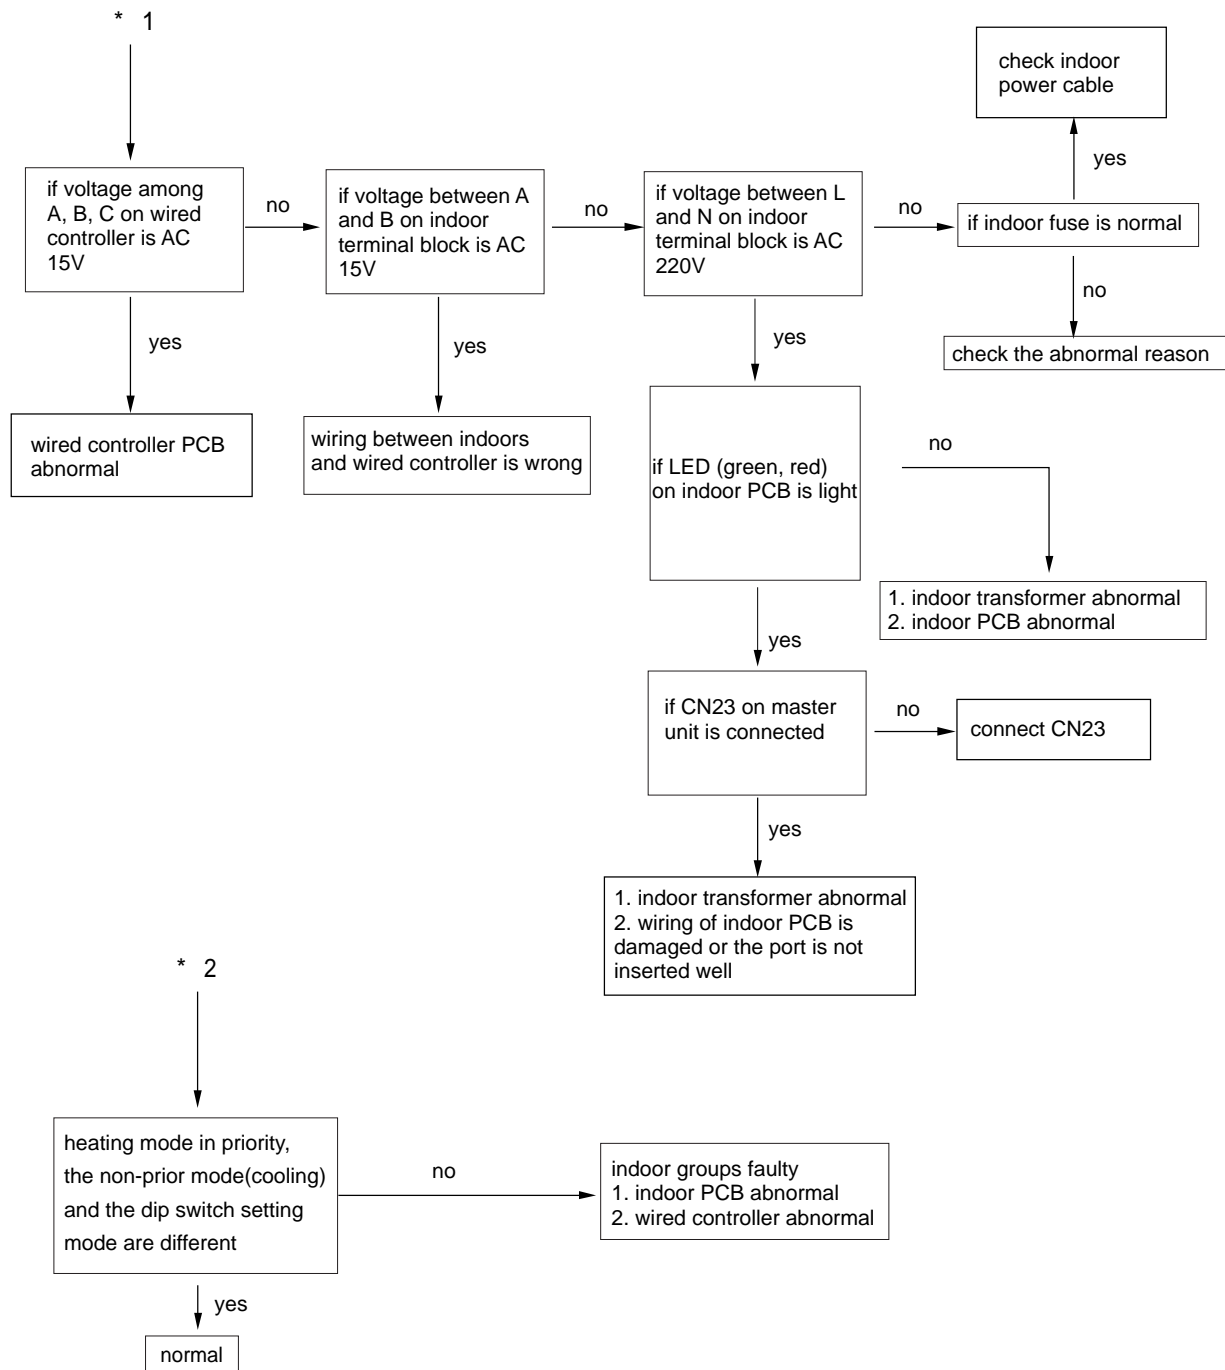 * 1
check indoor
power cable
yes
if voltage among
A, B, C on wired
controller is AC
15V
no
if voltage between A
and B on indoor
terminal block is AC
15V
no
if voltage between L
and N on indoor
terminal block is AC
220V
no
if indoor fuse is normal
no
check the abnormal reason
yes
yes
yes
wired controller PCB
abnormal
wiring between indoors
and wired controller is wrong
if LED (green, red)
on indoor PCB is light
no
1. indoor transformer abnormal
2. indoor PCB abnormal
yes
if CN23 on master
unit is connected
no
connect CN23
yes
1. indoor transformer abnormal
2. wiring of indoor PCB is
damaged or the port is not
inserted well
* 2
heating mode in priority,
the non-prior mode(cooling)
and the dip switch setting
mode are different
no
indoor groups faulty
1. indoor PCB abnormal
2. wired controller abnormal
yes
normal